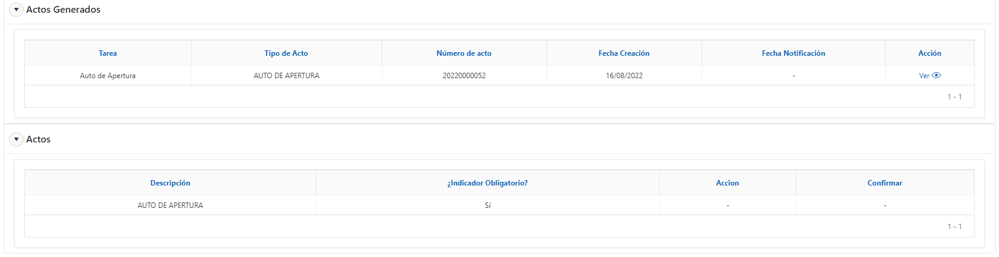 Actos Generados
Tarea Tipo de Acto Número de acto Fecha Creación Fecha Notificación Acción
Auto de Apertura AUTO DE APERTURA 20220000052 16/08/2022 - Ver
1 - 1
Actos
Descripción ¿Indicador Obligatorio? Accion Confirmar
AUTO DE APERTURA Sí - -
1 - 1